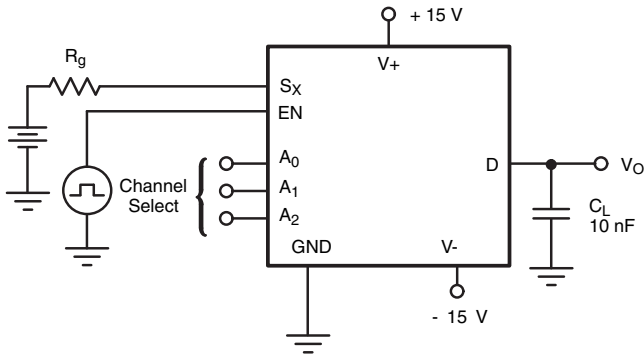 + 15 V
Rg
V+
SX
EN
A0
Channel
Select
A1
A2
D
VO
CL
10 nF
GND
V-
- 15 V